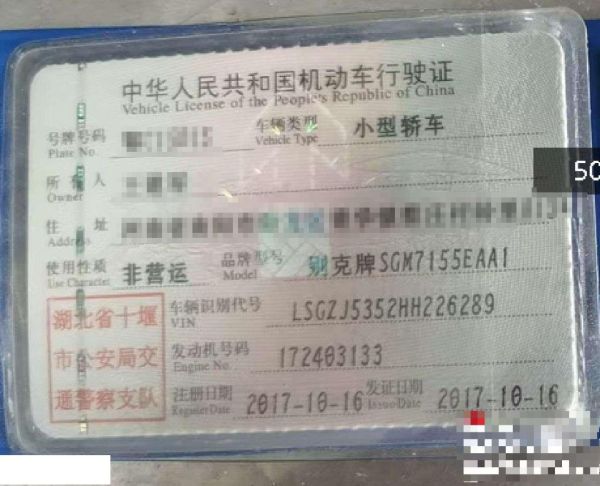 中华人民共和国机动车行驶证
Vehicle License of the People's Republic of China
号牌号码 车辆类型 小型轿车
Plate No. Vehicle Type
所有人
Owner
住址
Address
使用性质 非营运 品牌型号 别克牌SGM7155EAA1
Use Character Model
湖北省十堰
市公安局交
通警察支队
车辆识别代号 LSGZJ5352HH226289
VIN
发动机号码 172403133
Engine No.
注册日期 2017-10-16 发证日期 2017-10-16
Register Date Issue Date
50